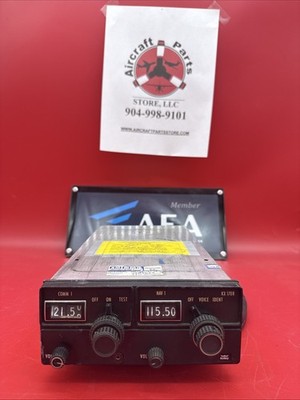 Aircraft Parts
STORE, LLC
904-998-9101
WWW.AIRCRAFTPARTSSTORE.COM
Member
AEA
COMM 1
OFF ON TEST
NAV 1
OFF VOICE IDENT
KX 170B
121.5
115.50
VOL
VOL